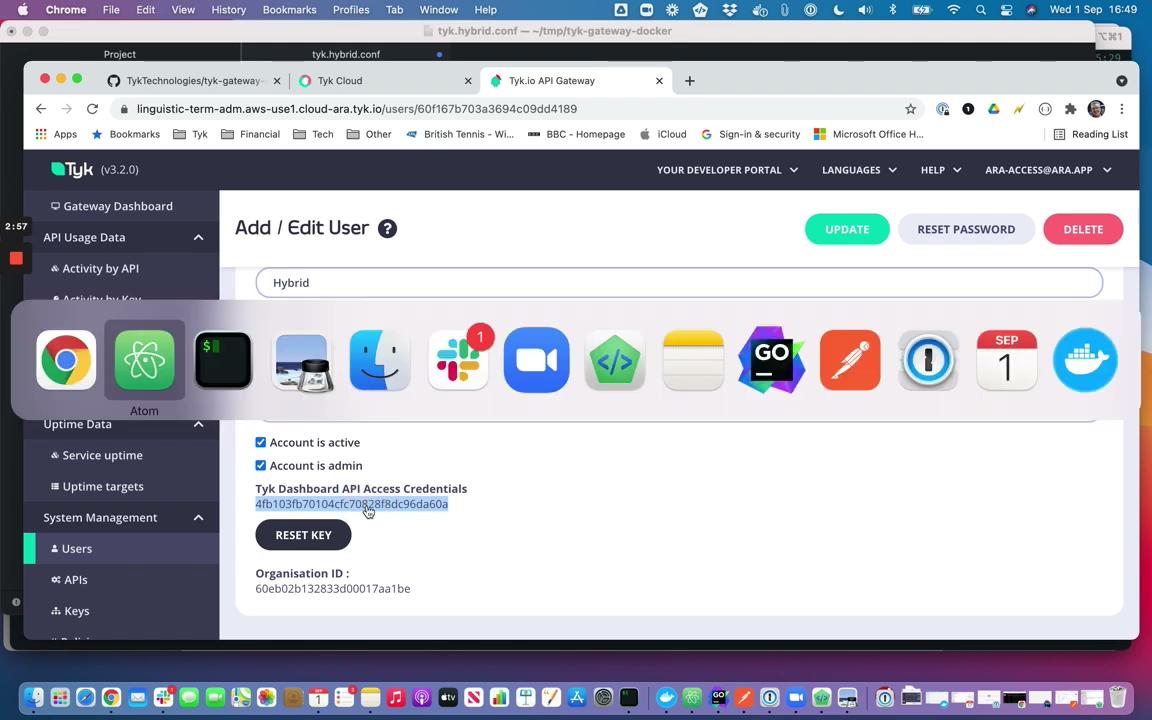 Chrome File Edit View History Bookmarks Profiles Tab Window Help Wed 1 Sep 16:49
tyk.hybrid.conf — ~/tmp/tyk-gateway-docker
⌥⌘1
Project tyk.hybrid.conf
5:29
TykTechnologies/tyk-gateway- Tyk Cloud Tyk.io API Gateway
linguistic-term-adm.aws-use1.cloud-ara.tyk.io/users/60f167b703a3694c09dd4189
Apps Bookmarks Tyk Financial Tech Other British Tennis - Wi... BBC - Homepage iCloud Sign-in & security Microsoft Office H... Reading List
Tyk (v3.2.0) YOUR DEVELOPER PORTAL LANGUAGES HELP ARA-ACCESS@ARA.APP
Gateway Dashboard
2:57
Add / Edit User ? UPDATE RESET PASSWORD DELETE
API Usage Data
Activity by API
Hybrid
Activity by Key
1
$
GO
SEP
1
Atom
Uptime Data
Account is active
Service uptime
Account is admin
Uptime targets
Tyk Dashboard API Access Credentials
4fb103fb70104cfc70828f8dc96da60a
System Management
RESET KEY
Users
Organisation ID :
APIs
60eb02b132833d00017aa1be
Keys